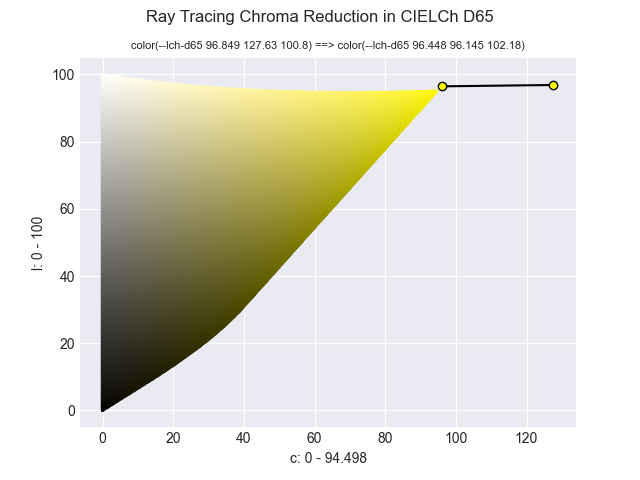 Ray Tracing Chroma Reduction in CIELCh D65
color(--lch-d65 96.849 127.63 100.8) ==> color(--lch-d65 96.448 96.145 102.18)
100
80
60
40
20
0
l: 0 - 100
0 20 40 60 80 100 120
c: 0 - 94.498